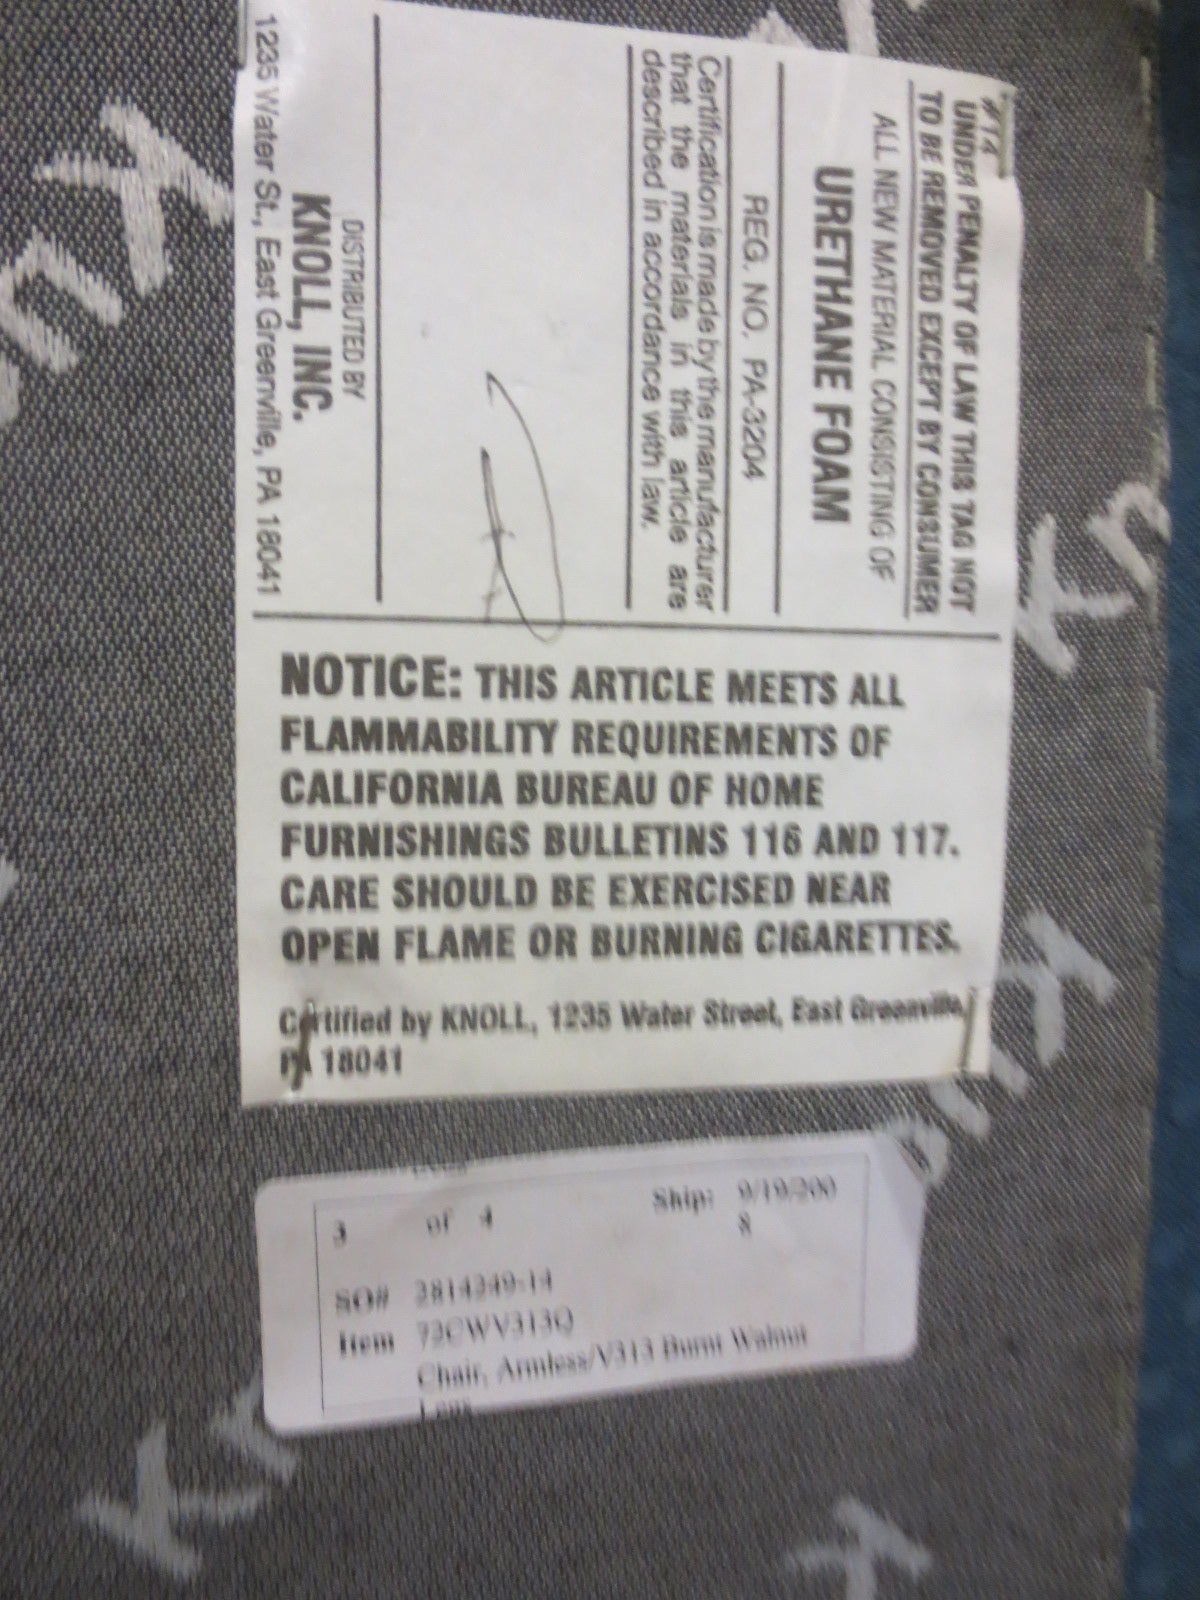 #14
UNDER PENALTY OF LAW THIS TAG NOT
TO BE REMOVED EXCEPT BY CONSUMER
ALL NEW MATERIAL CONSISTING OF
URETHANE FOAM
REG. NO. PA-3204
Certification is made by the manufacturer
that the materials in this article are
described in accordance with law.
DISTRIBUTED BY
KNOLL, INC.
1235 Water St., East Greenville, PA 18041
NOTICE: THIS ARTICLE MEETS ALL
FLAMMABILITY REQUIREMENTS OF
CALIFORNIA BUREAU OF HOME
FURNISHINGS BULLETINS 116 AND 117.
CARE SHOULD BE EXERCISED NEAR
OPEN FLAME OR BURNING CIGARETTES.
Certified by KNOLL, 1235 Water Street, East Greenville,
PA 18041
3 of 4 Ship: 9/19/200
8
SO# 2814349-14
Item 72CWV313Q
Chair, Armless/V313 Burnt Walnut